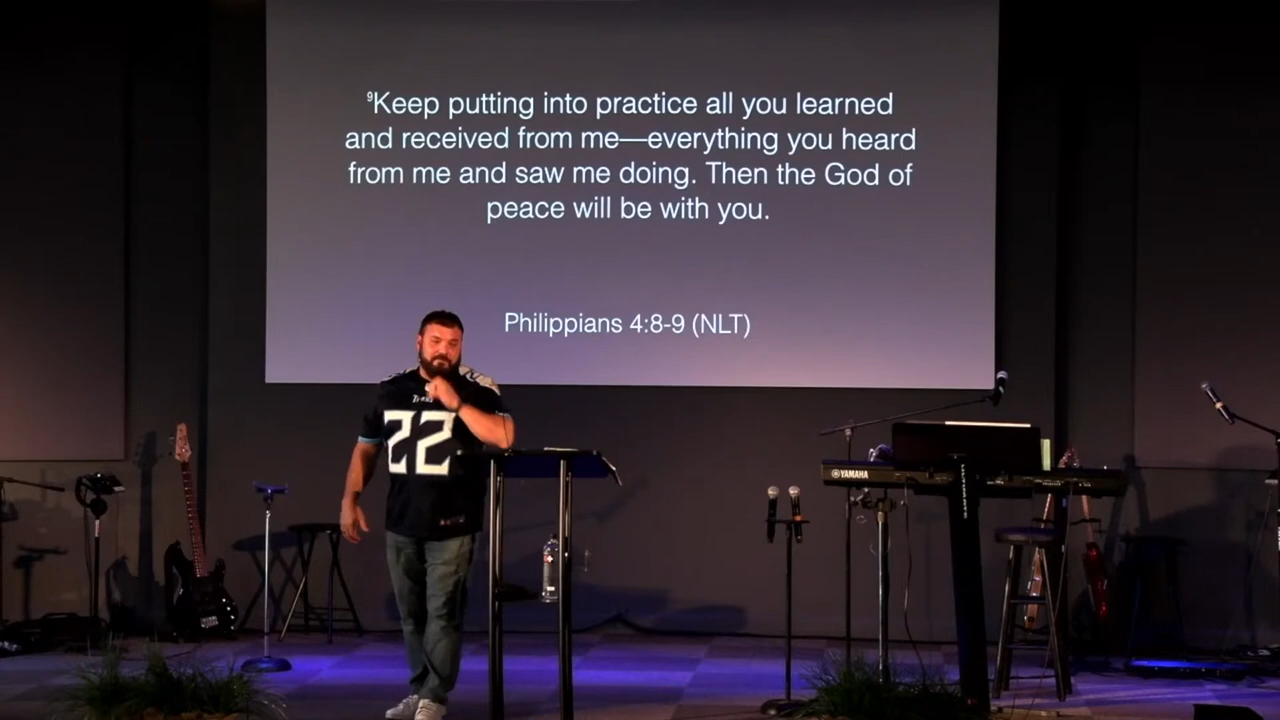 ⁹Keep putting into practice all you learned
and received from me—everything you heard
from me and saw me doing. Then the God of
peace will be with you.
Philippians 4:8-9 (NLT)
22
YAMAHA